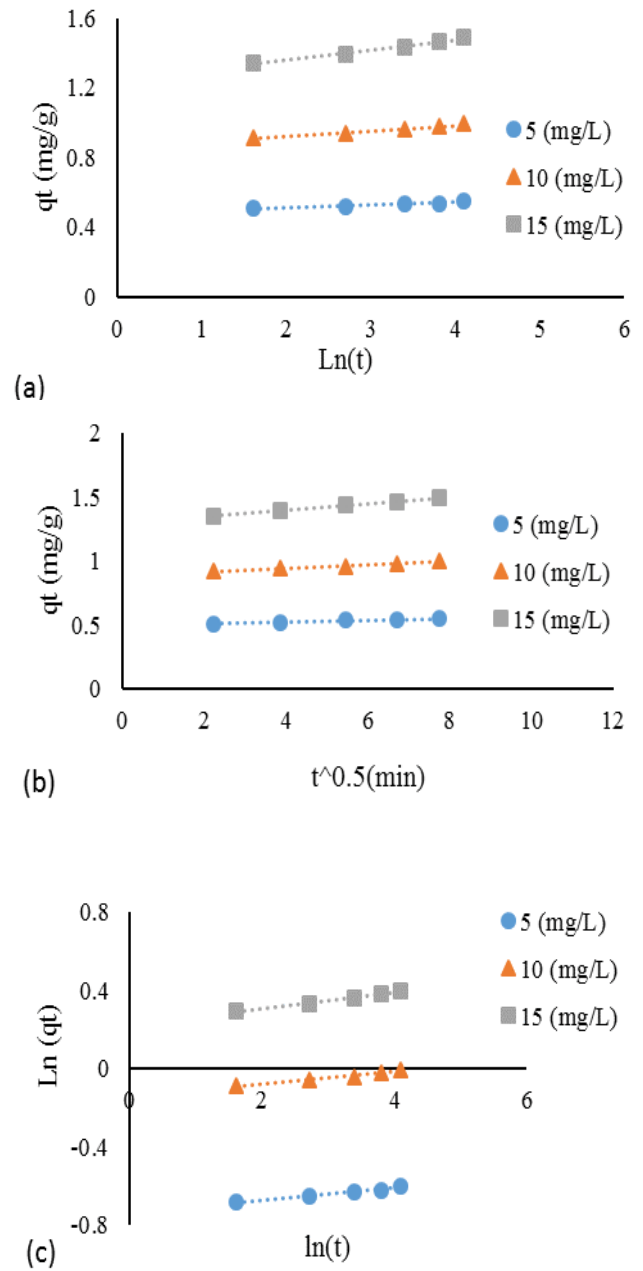 1.6
1.2
0.8
0.4
0
qt (mg/g)
0 1 2 3 4 5 6
Ln(t)
5 (mg/L)
10 (mg/L)
15 (mg/L)
(a)
2
1.5
1
0.5
0
qt (mg/g)
0 2 4 6 8 10 12
t^0.5(min)
5 (mg/L)
10 (mg/L)
15 (mg/L)
(b)
0.8
0.4
0
-0.4
-0.8
Ln (qt)
0 2 4 6
ln(t)
5 (mg/L)
10 (mg/L)
15 (mg/L)
(c)